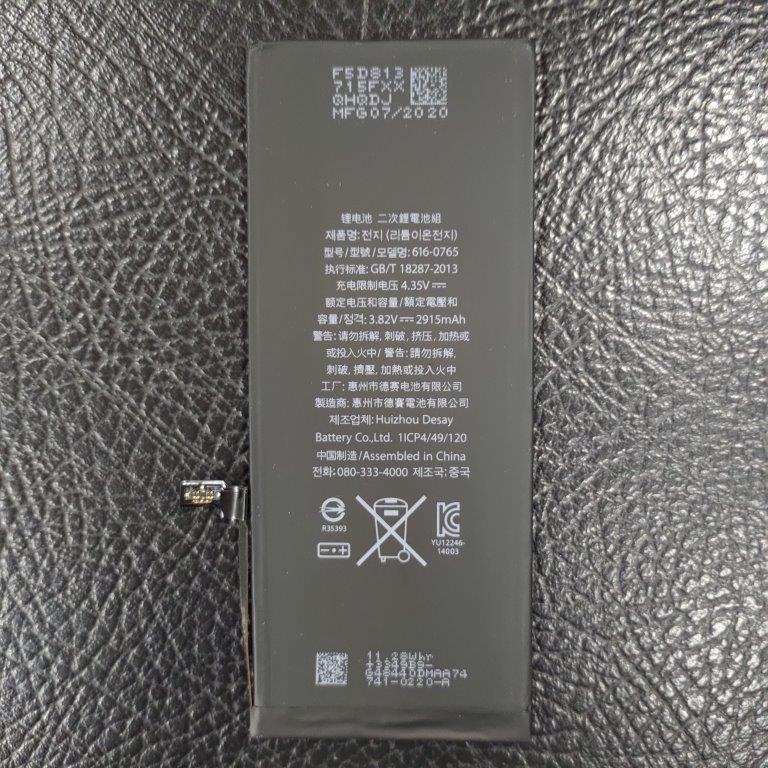 F5D813
715FXX
QHQDJ
MFG07/2020
锂电池 二次鋰電池組
제품명: 전지 (리튬이온전지)
型号/型號/모델명: 616-0765
执行标准: GB/T 18287-2013
充电限制电压 4.35V⎓
额定电压和容量/額定電壓和
容量/정격: 3.82V⎓2915mAh
警告: 请勿拆解, 刺破, 挤压, 加热或
或投入火中/ 警告: 請勿拆解,
刺破, 擠壓, 加熱或投入火中
工厂: 惠州市德赛电池有限公司
製造商: 惠州市德賽電池有限公司
제조업체: Huizhou Desay
Battery Co.,Ltd. 1ICP4/49/120
中国制造/Assembled in China
전화: 080-333-4000 제조국: 중국
R35393
YU12246-
14003
11.28Whr
G48440DMAA74
741-0220-A